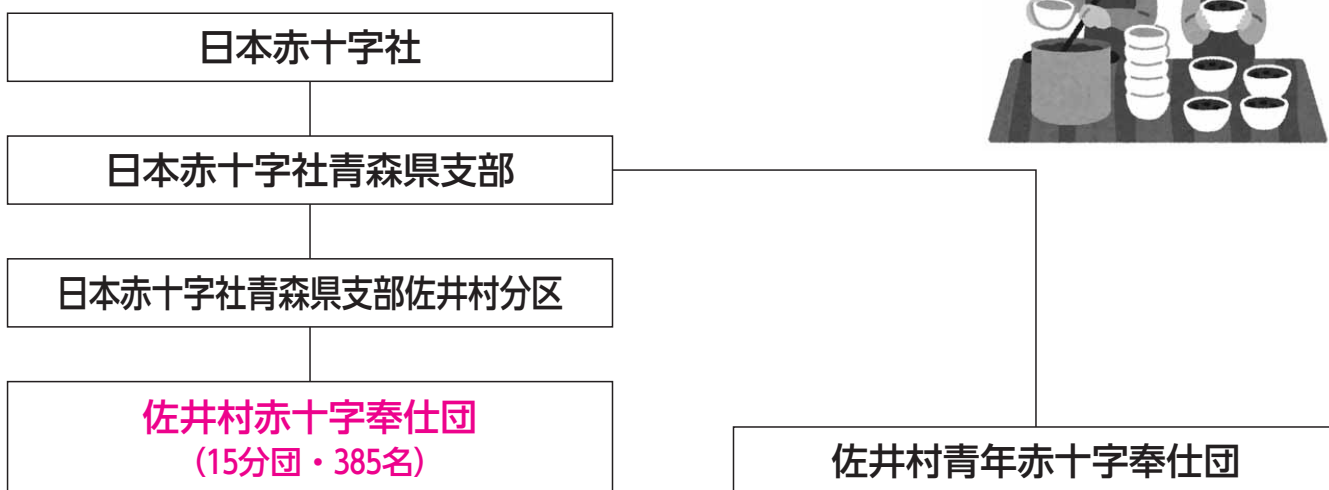 日本赤十字社
日本赤十字社青森県支部
日本赤十字社青森県支部佐井村分区
佐井村赤十字奉仕団
（15分団・385名）
佐井村青年赤十字奉仕団